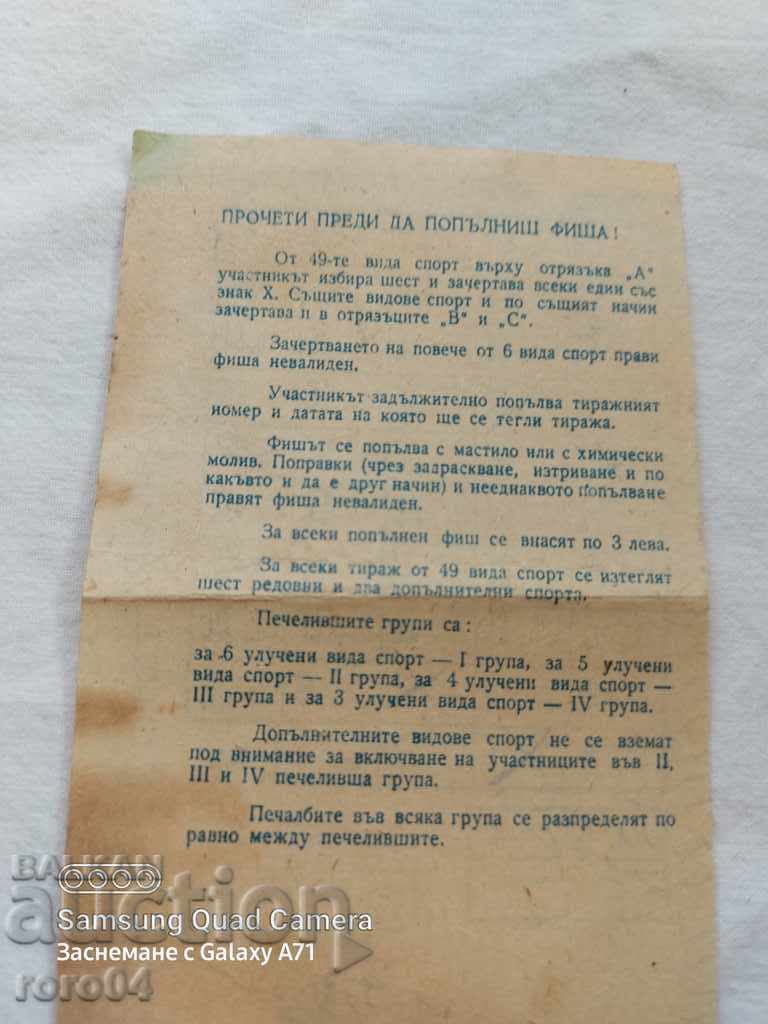 ПРОЧЕТИ ПРЕДИ ДА ПОПЪЛНИШ ФИША!
От 49-те вида спорт върху отрязъкв „А"
участникът избира шест и зачертава всеки един със
знак X. Същите видове спорт и по същият начин
зачертава и в отрязъците „В" и „С".
Зачертването на повече от 6 вида спорт прави
фиша невалиден.
Участникът задължително попълва тиражният
номер и датата на която ще се тегли тиража.
Фишът се попълва с мастило или с химически
молив. Поправки (чрез задраскване, изтриване и по
какъвто и да е друг начин) и нееднаквото попълване
правят фиша невалиден.
За всеки попълнен фиш се внасят по 3 лева.
За всеки тираж от 49 вида спорт се изтеглят
шест редовни и два допълнителни спорта.
Печелившите групи са:
за 6 улучени вида спорт — I група, за 5 улучени
вида спорт — II група, за 4 улучени вида спорт —
III група и за 3 улучени вида спорт — IV група.
Допълнителните видове спорт не се вземат
под внимание за включване на участниците във II,
III и IV печеливша група.
Печалбите във всяка група се разпределят по
равно между печелившите.
БАЛКАН
auction
Samsung Quad Camera
Заснемане с Galaxy A71
roro04